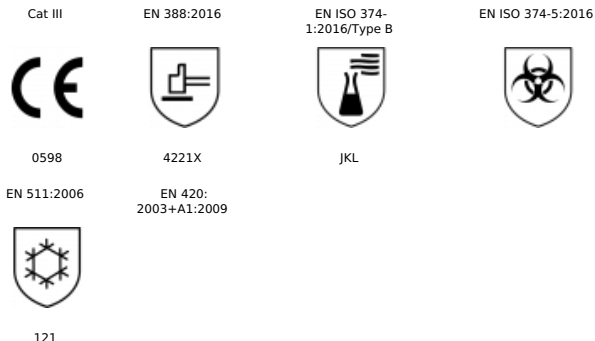 Cat III
EN 388:2016
EN ISO 374-
1:2016/Type B
EN ISO 374-5:2016
CE
0598
4221X
JKL
EN 511:2006
EN 420:
2003+A1:2009
121